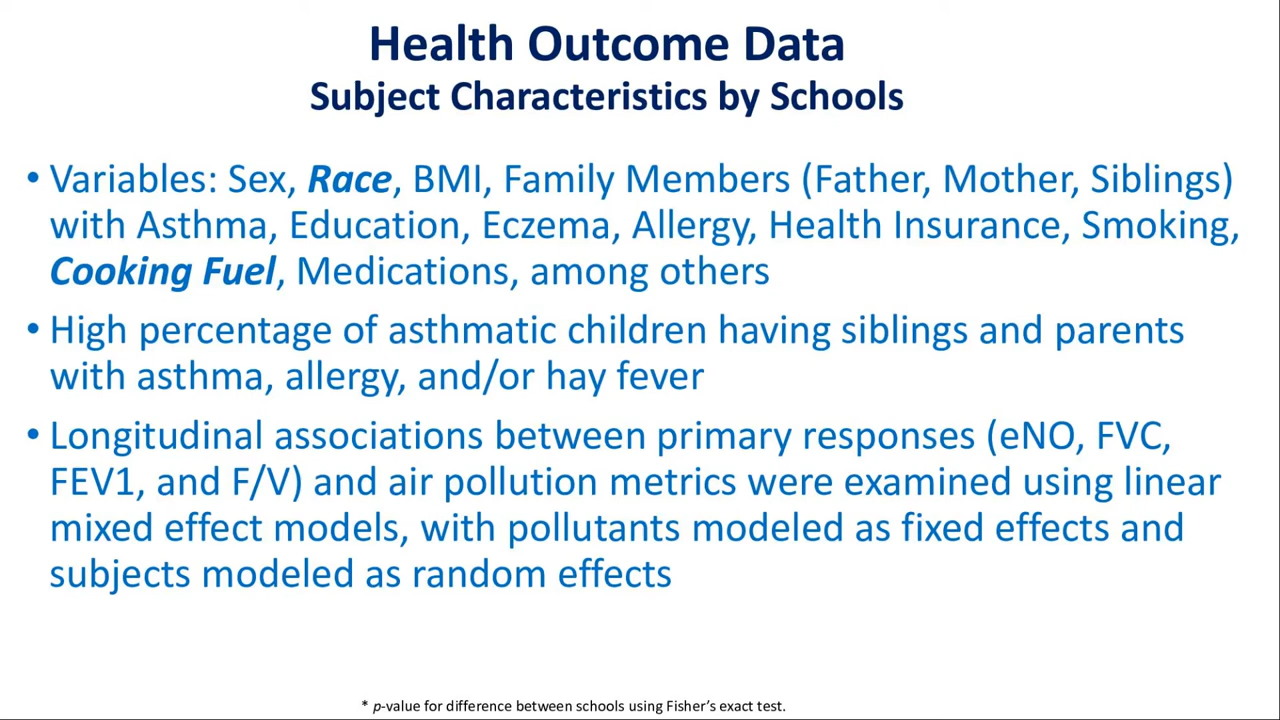 Health Outcome Data
Subject Characteristics by Schools
• Variables: Sex, Race, BMI, Family Members (Father, Mother, Siblings)
with Asthma, Education, Eczema, Allergy, Health Insurance, Smoking,
Cooking Fuel, Medications, among others
• High percentage of asthmatic children having siblings and parents
with asthma, allergy, and/or hay fever
• Longitudinal associations between primary responses (eNO, FVC,
FEV1, and F/V) and air pollution metrics were examined using linear
mixed effect models, with pollutants modeled as fixed effects and
subjects modeled as random effects
* p-value for difference between schools using Fisher’s exact test.